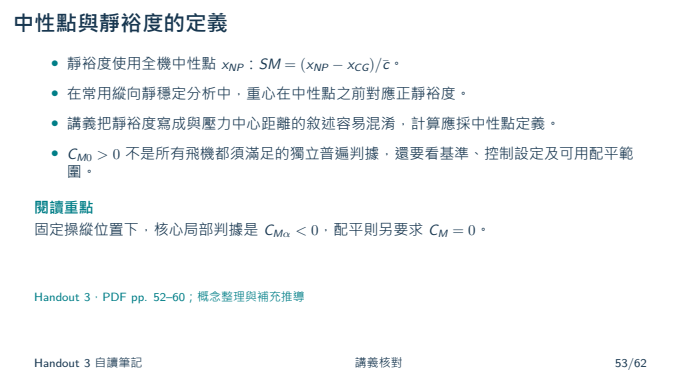 中性點與靜裕度的定義
• 靜裕度使用全機中性點 x_NP：SM = (x_NP − x_CG)/c̄。
• 在常用縱向靜穩定分析中，重心在中性點之前對應正靜裕度。
• 講義把靜裕度寫成與壓力中心距離的敘述容易混淆，計算應採中性點定義。
• C_M0 > 0 不是所有飛機都須滿足的獨立普遍判據，還要看基準、控制設定及可用配平範
圍。
閱讀重點
固定操縱位置下，核心局部判據是 C_Mα < 0，配平則另要求 C_M = 0。
Handout 3 · PDF pp. 52–60；概念整理與補充推導
Handout 3 自讀筆記 講義核對 53/62